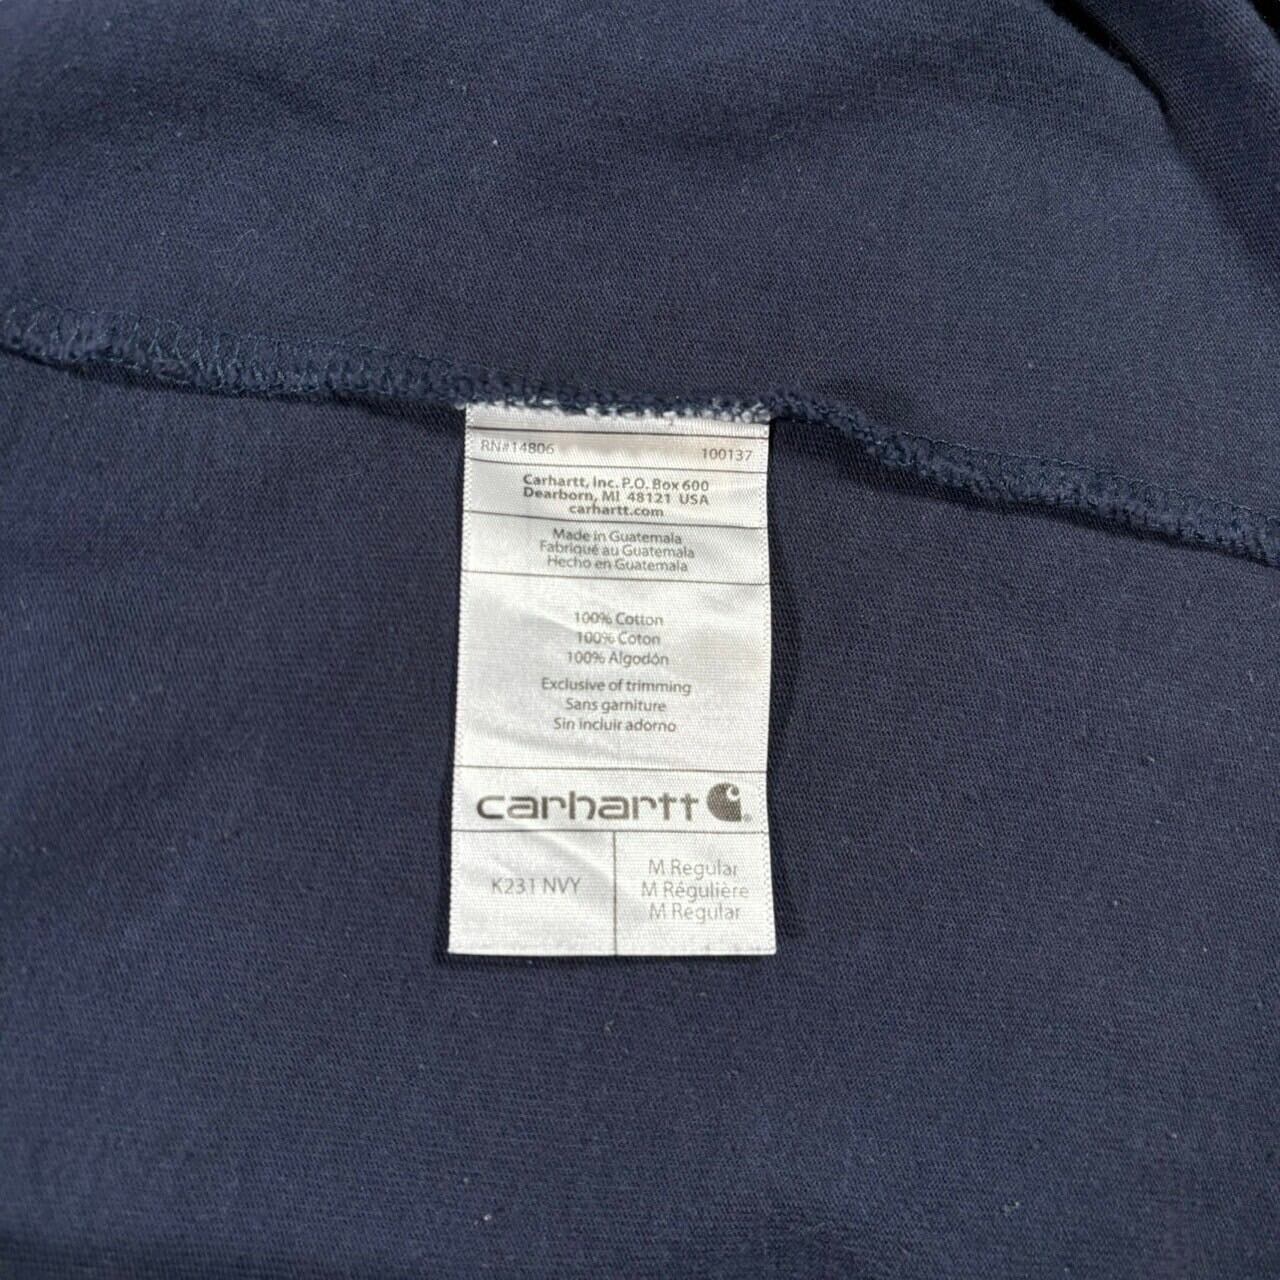 RN#14806 100137
Carhartt, Inc. P.O. Box 600
Dearborn, MI 48121 USA
carhartt.com
Made in Guatemala
Fabriqué au Guatemala
Hecho en Guatemala
100% Cotton
100% Coton
100% Algodón
Exclusive of trimming
Sans garniture
Sin incluir adorno
carhartt
K231 NVY
M Regular
M Régulière
M Regular